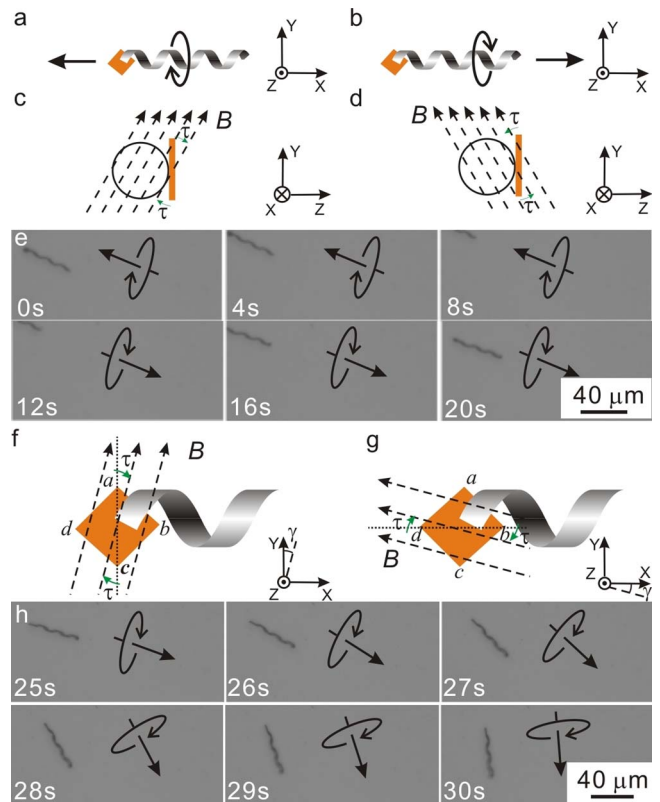 a
b
Y
Z
X
Y
Z
X
c
d
B
τ
τ
Y
X
Z
τ
τ
Y
X
Z
e
0s
4s
8s
12s
16s
20s
40 μm
f
g
B
τ
a
d
b
c
τ
Y
γ
Z
X
a
τ
d
b
τ
B
c
Y
Z
X
γ
h
25s
26s
27s
28s
29s
30s
40 μm